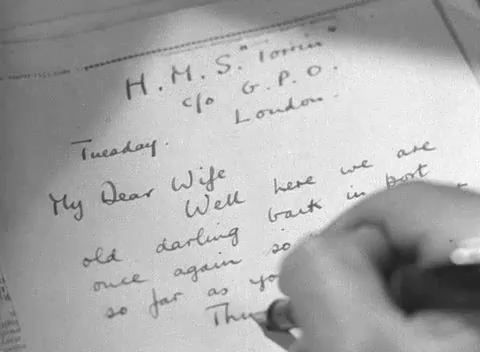 H.M.S. "Torrin"
c/o G.P.O.
London.
Tuesday.
My Dear Wife
Well here we are
old darling back in port
once again so
so far as yo
Thu